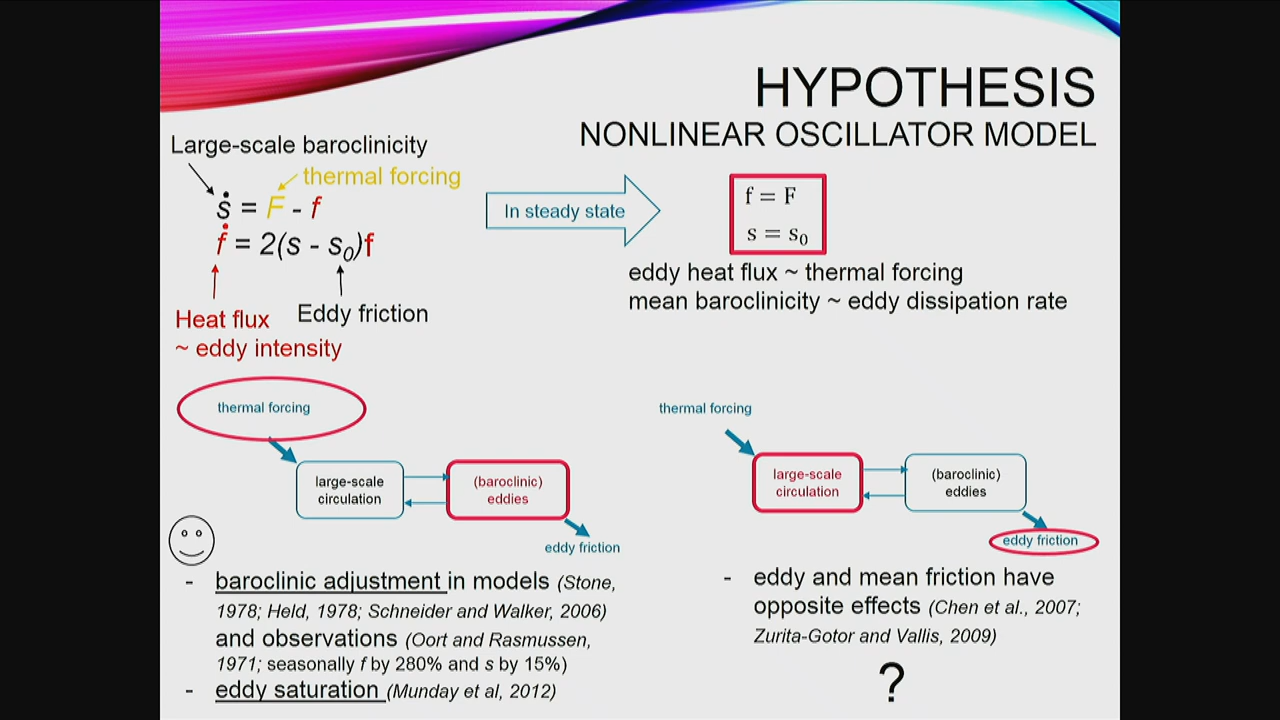 HYPOTHESIS
NONLINEAR OSCILLATOR MODEL
Large-scale baroclinicity
thermal forcing
ṡ = F - f
ḟ = 2(s - s₀)f
Heat flux
~ eddy intensity
Eddy friction
In steady state
f = F
s = s₀
eddy heat flux ~ thermal forcing
mean baroclinicity ~ eddy dissipation rate
thermal forcing
large-scale
circulation
(baroclinic)
eddies
eddy friction
- baroclinic adjustment in models (Stone,
1978; Held, 1978; Schneider and Walker, 2006)
and observations (Oort and Rasmussen,
1971; seasonally f by 280% and s by 15%)
- eddy saturation (Munday et al, 2012)
thermal forcing
large-scale
circulation
(baroclinic)
eddies
eddy friction
- eddy and mean friction have
opposite effects (Chen et al., 2007;
Zurita-Gotor and Vallis, 2009)
?